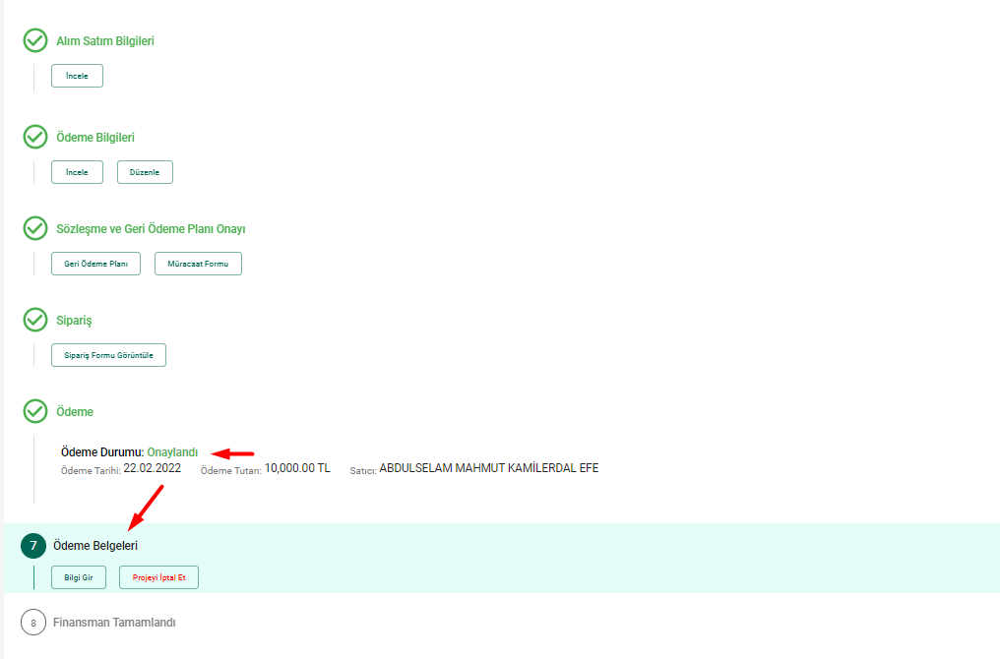 Alım Satım Bilgileri
İncele
Ödeme Bilgileri
İncele Düzenle
Sözleşme ve Geri Ödeme Planı Onayı
Geri Ödeme Planı Müracaat Formu
Sipariş
Sipariş Formu Görüntüle
Ödeme
Ödeme Durumu: Onaylandı
Ödeme Tarihi: 22.02.2022 Ödeme Tutarı: 10,000.00 TL Satıcı: ABDULSELAM MAHMUT KAMİLERDAL EFE
7 Ödeme Belgeleri
Bilgi Gir Projeyi İptal Et
8 Finansman Tamamlandı